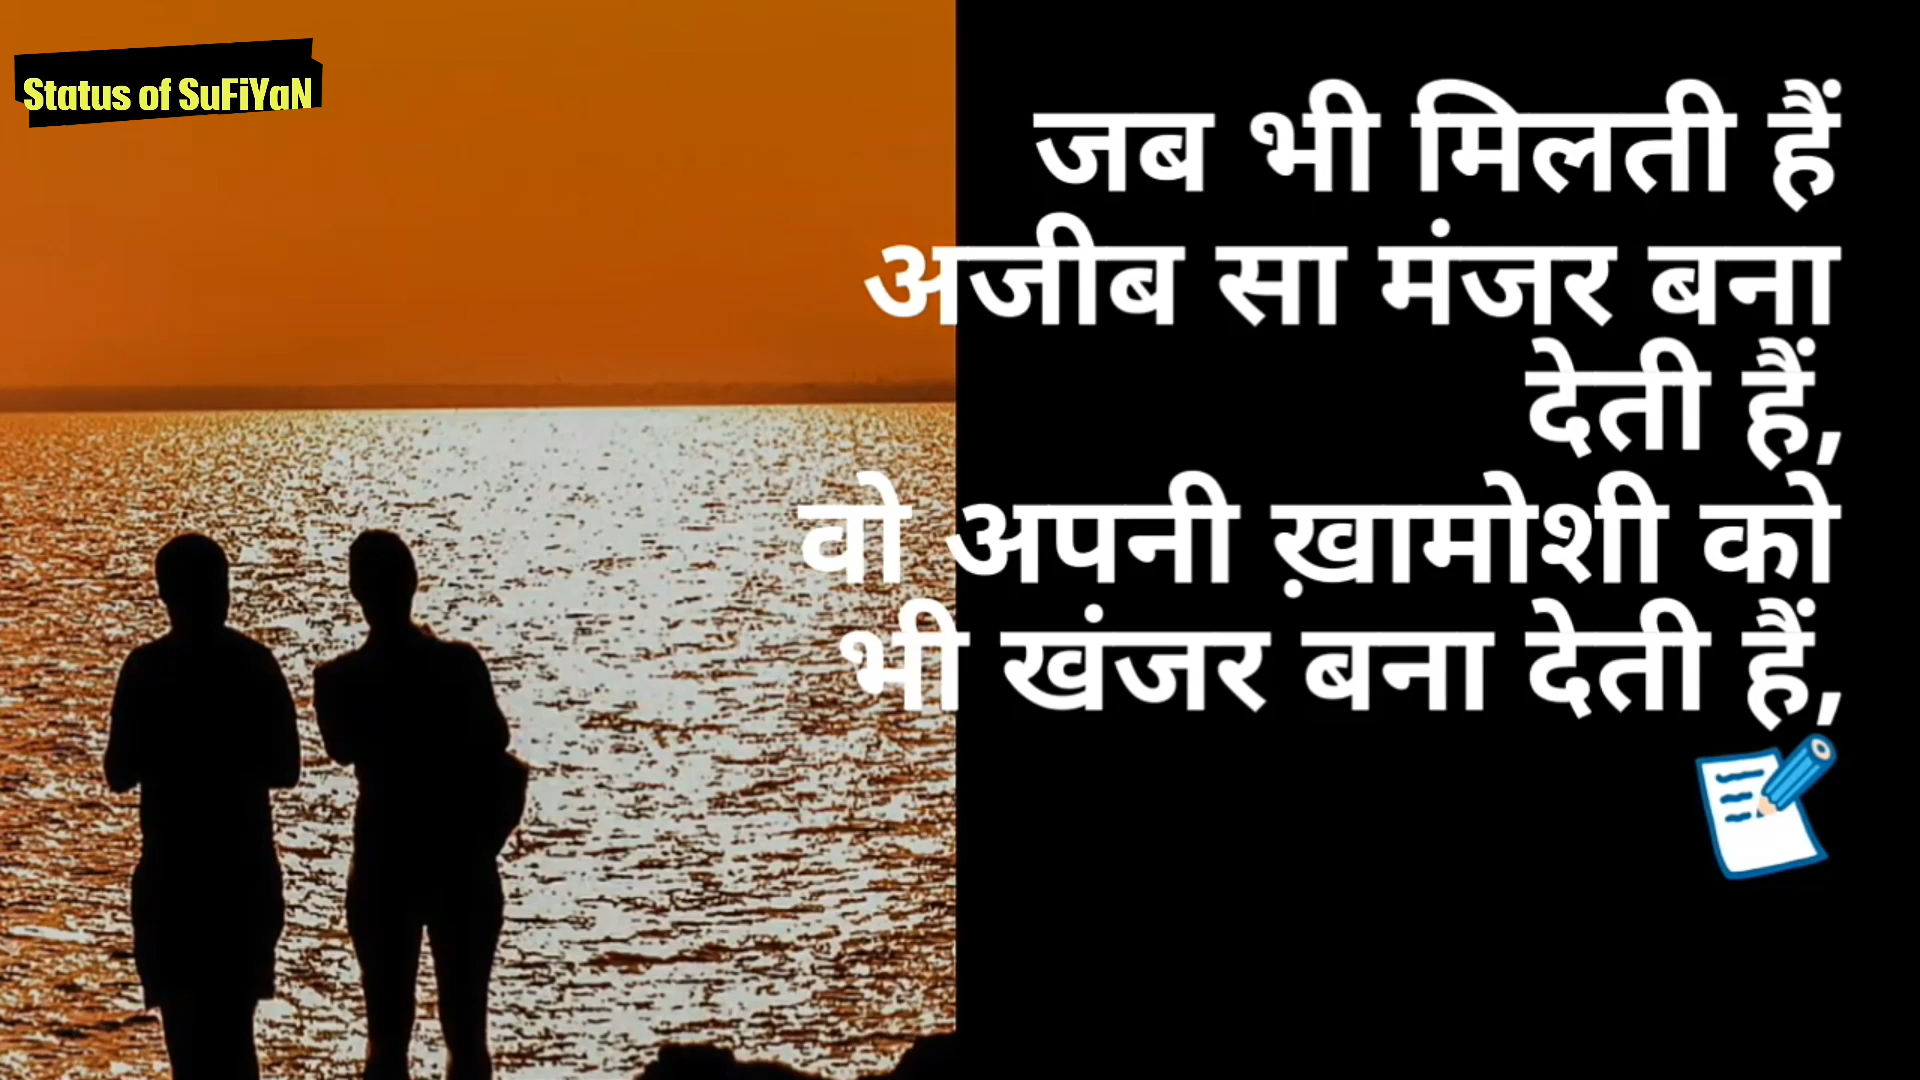 Status of SuFiYaN
जब भी मिलती हैं
अजीब सा मंजर बना
देती हैं,
वो अपनी ख़ामोशी को
भी खंजर बना देती हैं,